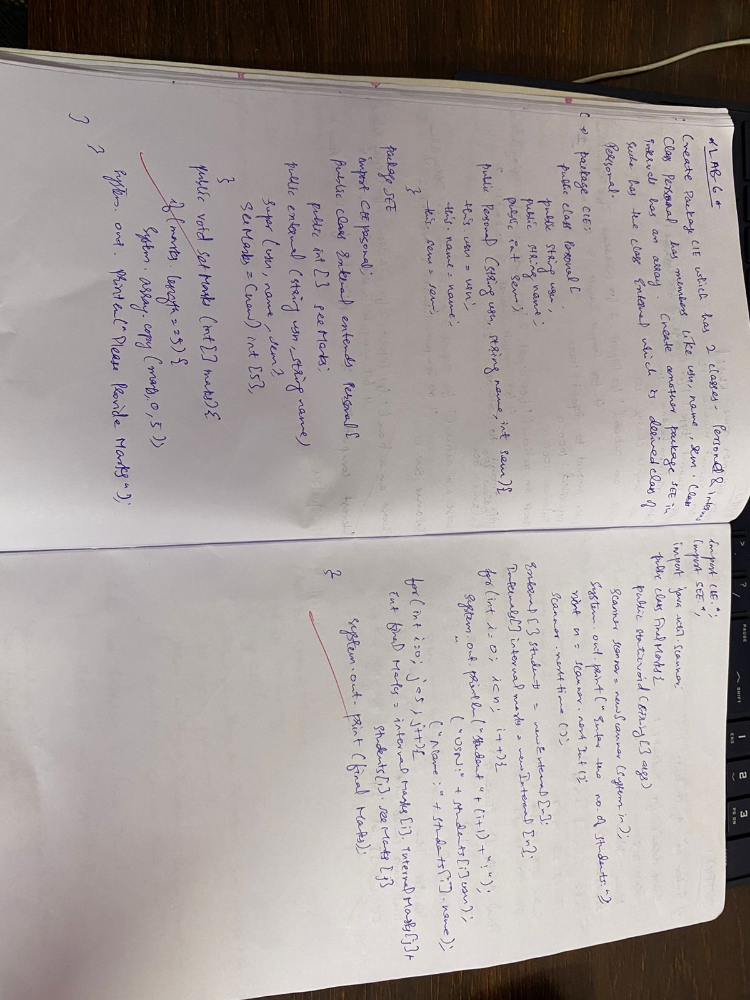 * LAB-6 *
Create Package CIE which has 2 classes - Personal & internals
Class Personal has members like usn, name, sem. Class
internals has an array. Create another package SEE in
which has the class External which is derived class of
Personal.
package CIE;
public class Personal {
public string usn;
public string name;
public int sem;
public Personal (string usn, string name, int sem) {
this.usn = usn;
this.name = name;
this.sem = sem;
}
package SEE
import CIE personal;
public class External extends Personal {
public int [] seeMarks;
public external (string usn, string name,
super (usn, name, sem);
seeMarks = (new) int [5];
}
public void setMarks (int[] marks) {
if (marks.length == 5) {
System.array.copy (marks, 0, 5);
System.out.println("Please Provide Marks");
}
}
import CIE.*;
import SEE.*;
import java util.scanner;
public class FinalMarks {
public static void (String [] args)
Scanner scanner = new Scanner (System.in);
System.out.print("Enter the no. of students:");
int n = scanner.nextInt();
scanner.next
External [] students = new External [n];
Internals[] internal marks = new Internal [n];
for (int i = 0; i < n; i++) {
System.out.println("Student" + (i+1) + ":");
" ("USN:" + students[i] usn);
("Name:" + students[i].name);
for (int i=0; j=5; j++) {
int final Marks = internal Marks [i]. internal Marks [j] +
students [i]. see Marks [j]
System.out.print (final Marks);
}